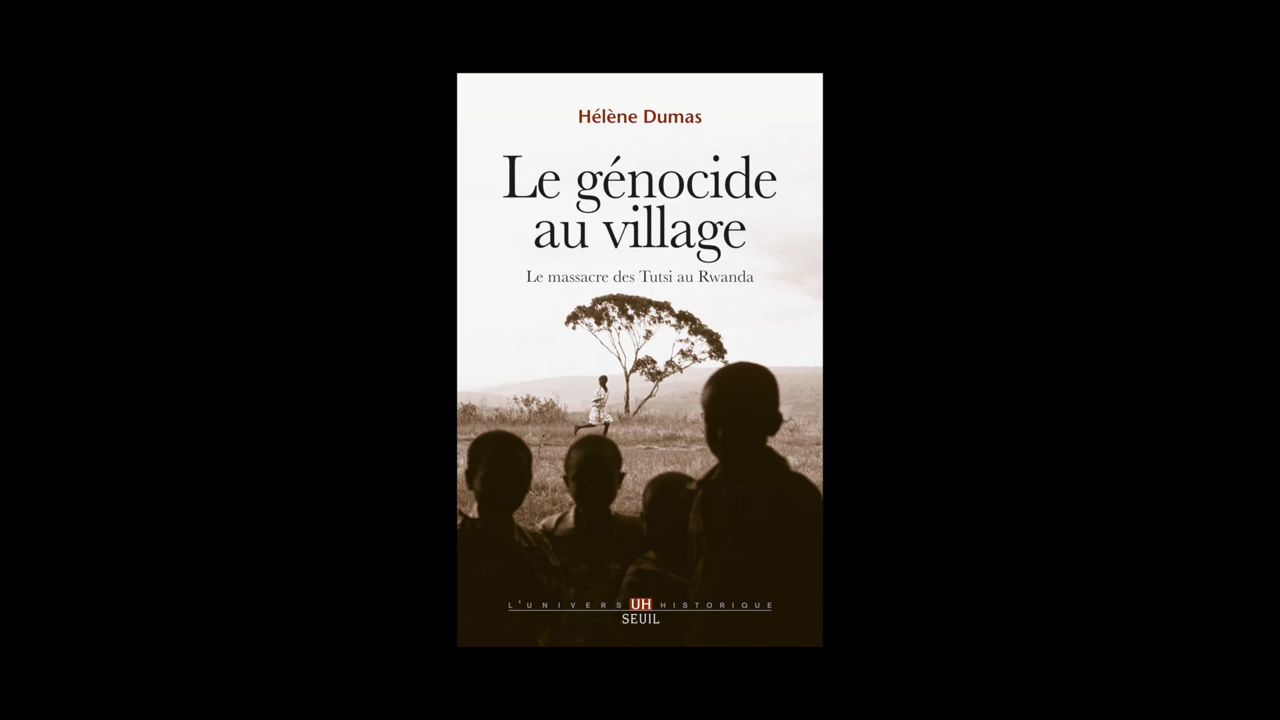 Hélène Dumas
Le génocide
au village
Le massacre des Tutsi au Rwanda
L'UNIVERS UH HISTORIQUE
SEUIL